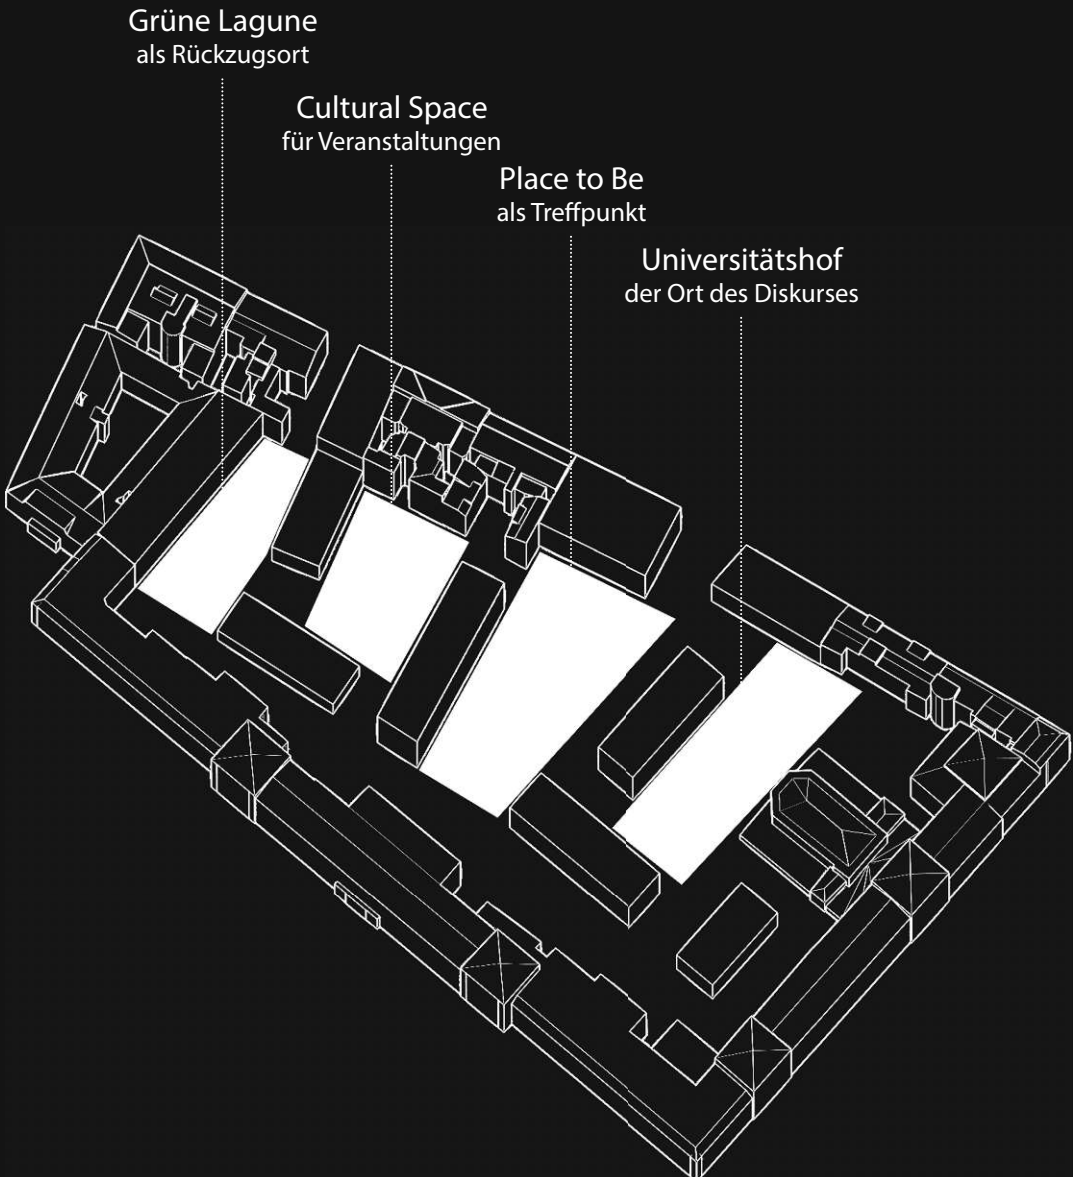 Grüne Lagune
als Rückzugsort
Cultural Space
für Veranstaltungen
Place to Be
als Treffpunkt
Universitätshof
der Ort des Diskurses